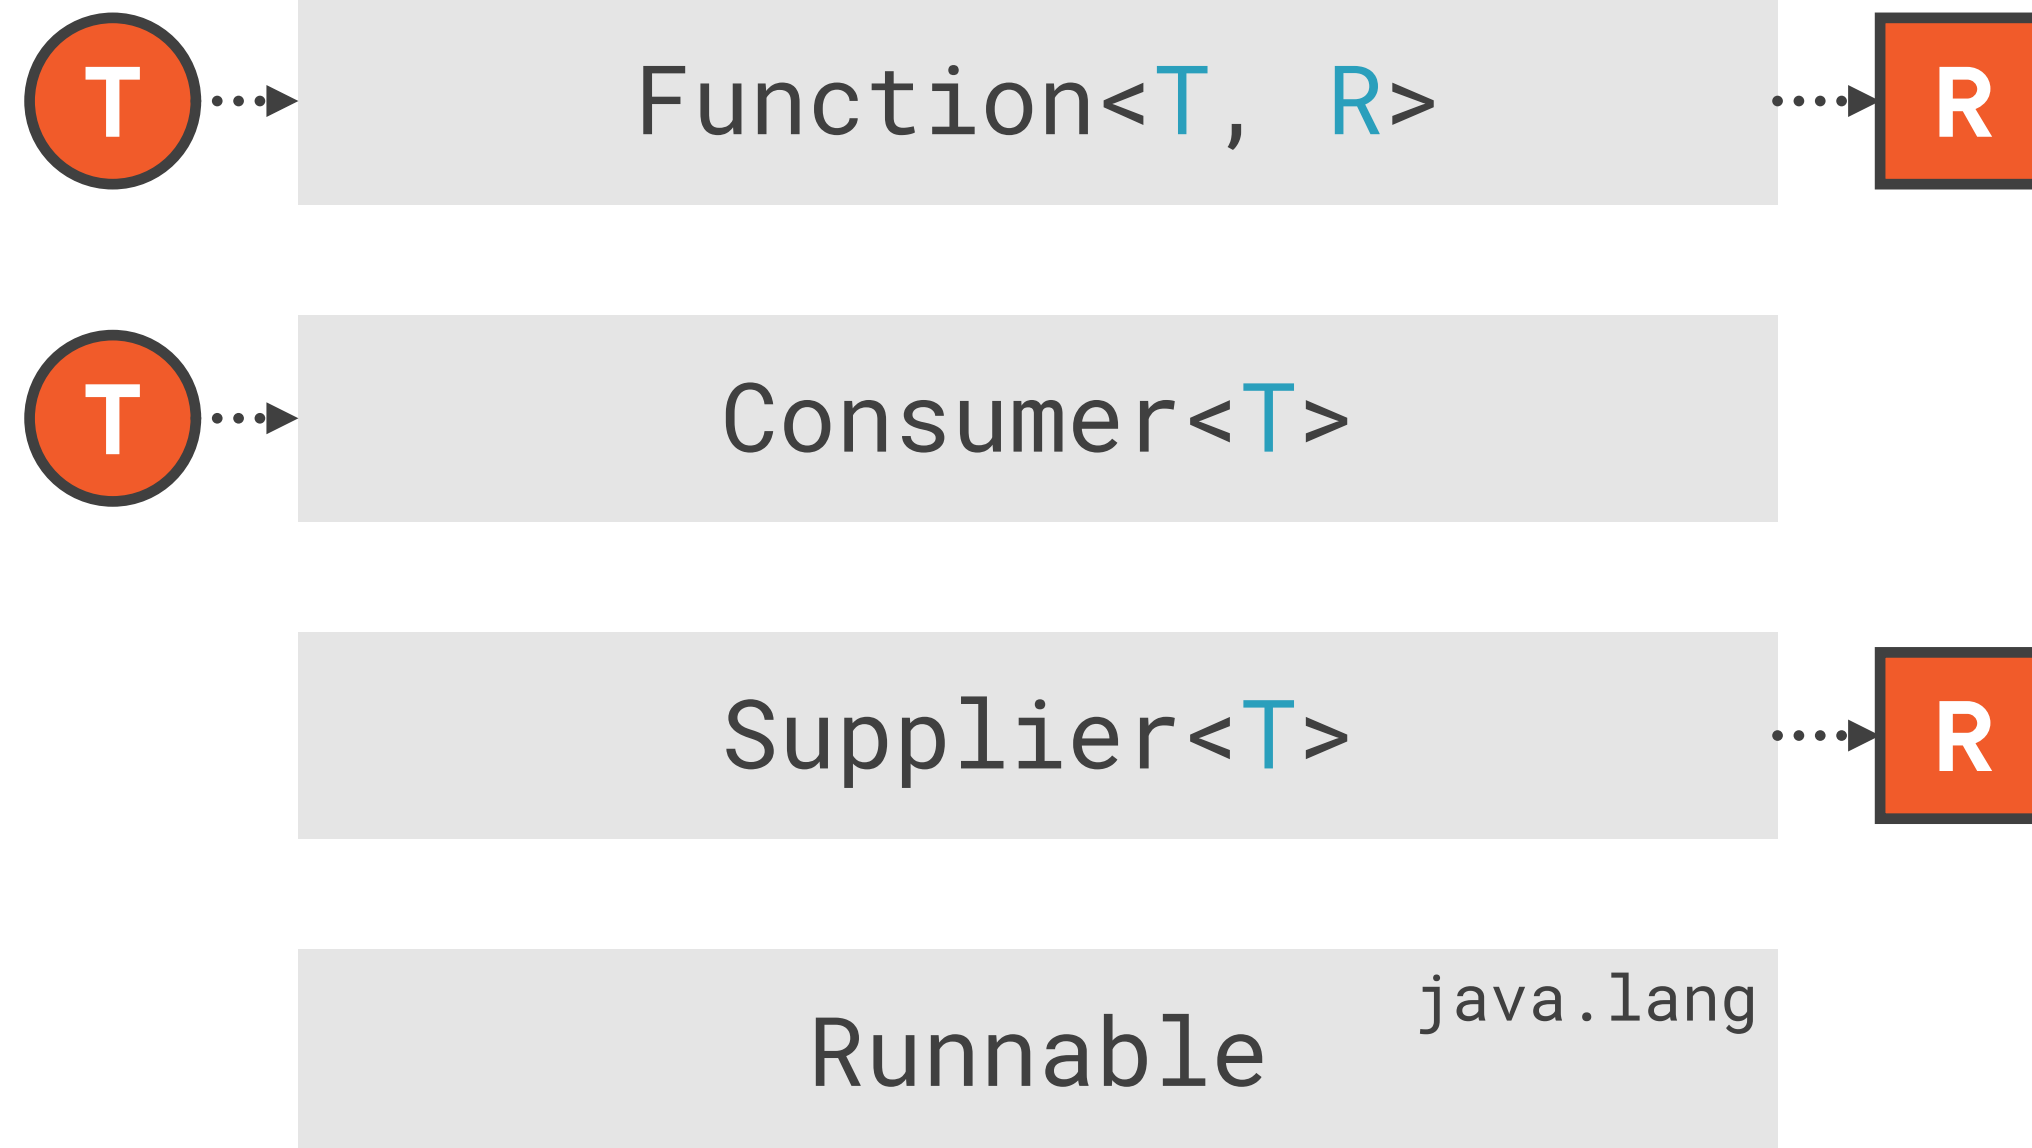 T Function<T, R> R
T Consumer<T>
Supplier<T> R
java.lang
Runnable